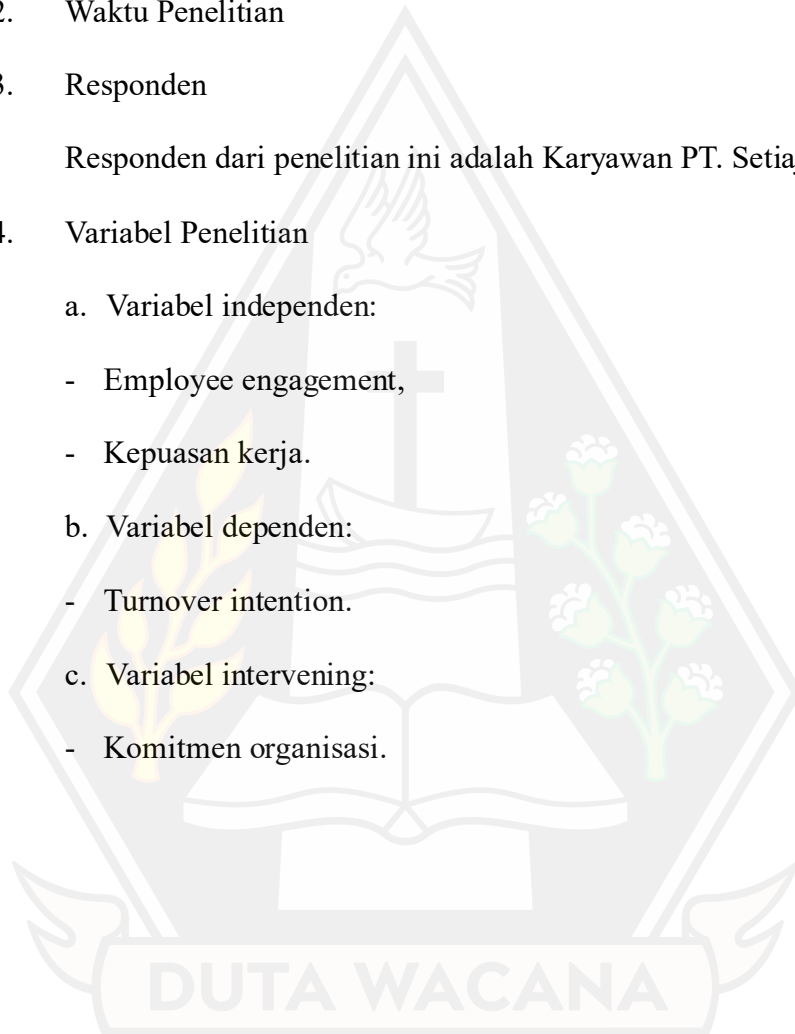 2. Waktu Penelitian
3. Responden
Responden dari penelitian ini adalah Karyawan PT.
4. Variabel Penelitian
a. Variabel independen:
- Employee engagement,
- Kepuasan kerja.
b. Variabel dependen:
- Turnover intention.
c. Variabel intervening:
- Komitmen organisasi.
DUTA WACANA